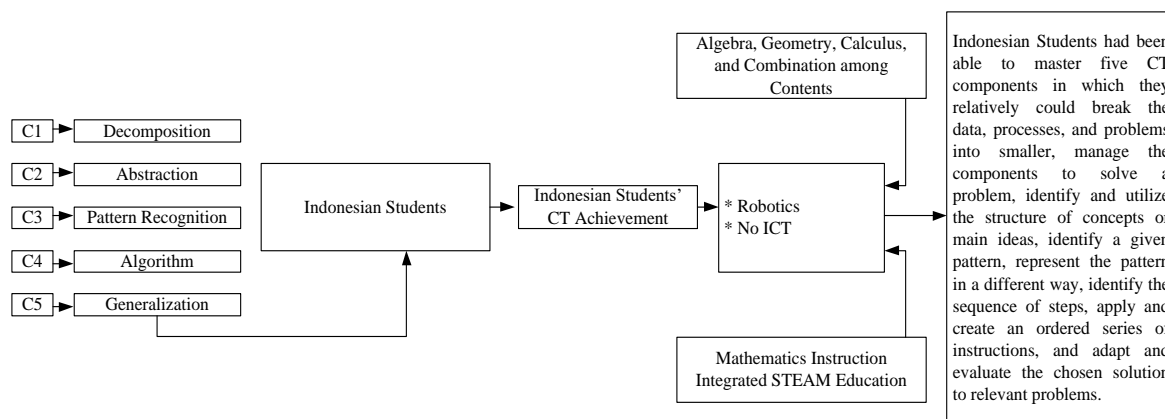 C1
Decomposition
C2
Abstraction
C3
Pattern Recognition
C4
Algorithm
C5
Generalization
Indonesian Students
Indonesian Students’
CT Achievement
Algebra, Geometry, Calculus,
and Combination among
Contents
* Robotics
* No ICT
Mathematics Instruction
Integrated STEAM Education
Indonesian Students had been
able to master five CT
components in which they
relatively could break the
data, processes, and problems
into smaller, manage the
components to solve a
problem, identify and utilize
the structure of concepts or
main ideas, identify a given
pattern, represent the pattern
in a different way, identify the
sequence of steps, apply and
create an ordered series of
instructions, and adapt and
evaluate the chosen solution
to relevant problems.